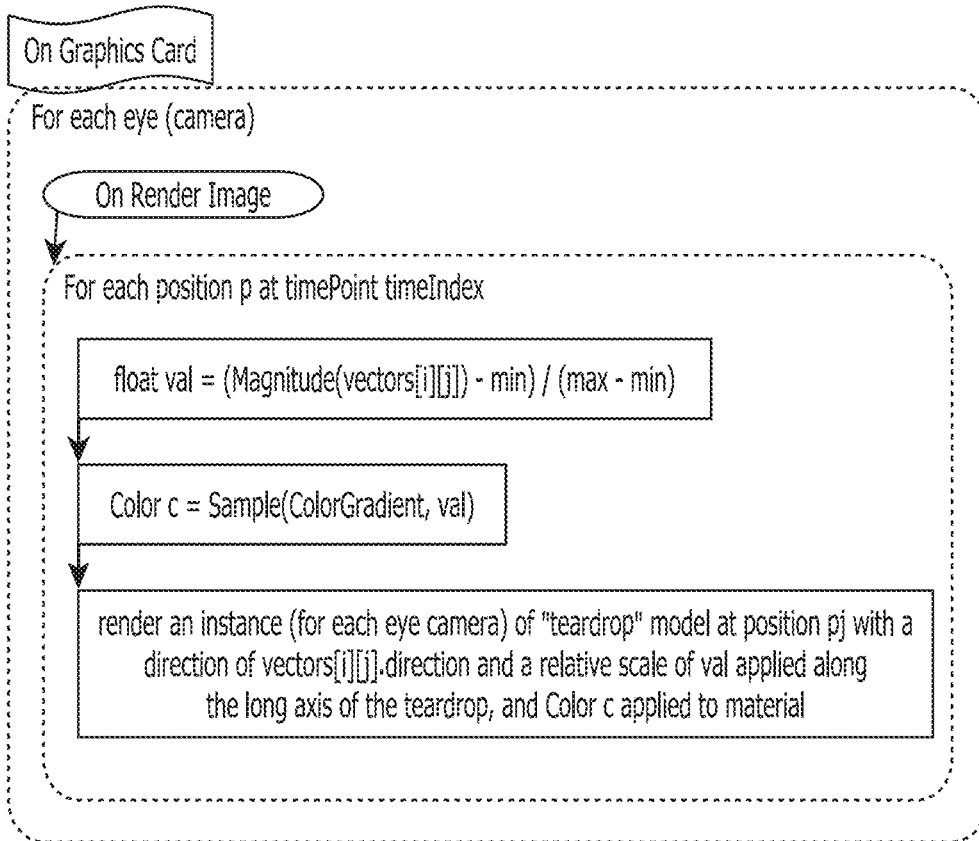 On Graphics Card
For each eye (camera)
On Render Image
For each position p at timePoint timeIndex
float val = (Magnitude(vectors[i][j]) - min) / (max - min)
Color c = Sample(ColorGradient, val)
render an instance (for each eye camera) of "teardrop" model at position pj with a
direction of vectors[i][j].direction and a relative scale of val applied along
the long axis of the teardrop, and Color c applied to material